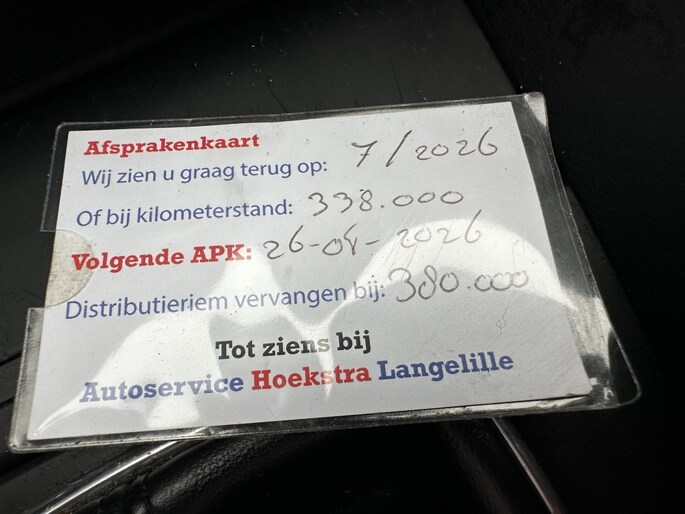 Afsprakenkaart
Wij zien u graag terug op: 7/2026
Of bij kilometerstand: 338.000
Volgende APK: 26-04-2026
Distributieriem vervangen bij: 380.000
Tot ziens bij
Autoservice Hoekstra Langelille